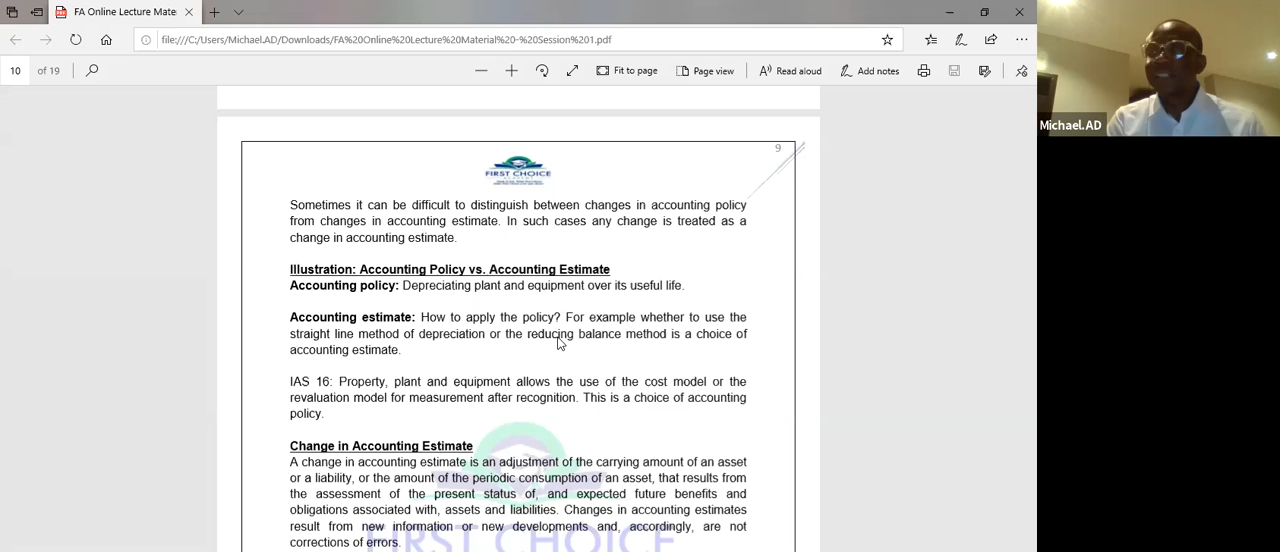 FA Online Lecture Mate
file:///C:/Users/Michael.AD/Downloads/FA%20Online%20Lecture%20Material%20-%20Session%201.pdf
10 of 19
Fit to page
Page view
Read aloud
Add notes
Michael.AD
9
FIRST CHOICE
Sometimes it can be difficult to distinguish between changes in accounting policy
from changes in accounting estimate. In such cases any change is treated as a
change in accounting estimate.
Illustration: Accounting Policy vs. Accounting Estimate
Accounting policy: Depreciating plant and equipment over its useful life.
Accounting estimate: How to apply the policy? For example whether to use the
straight line method of depreciation or the reducing balance method is a choice of
accounting estimate.
IAS 16: Property, plant and equipment allows the use of the cost model or the
revaluation model for measurement after recognition. This is a choice of accounting
policy.
Change in Accounting Estimate
A change in accounting estimate is an adjustment of the carrying amount of an asset
or a liability, or the amount of the periodic consumption of an asset, that results from
the assessment of the present status of, and expected future benefits and
obligations associated with, assets and liabilities. Changes in accounting estimates
result from new information or new developments and, accordingly, are not
corrections of errors.
FIRST CHOICE